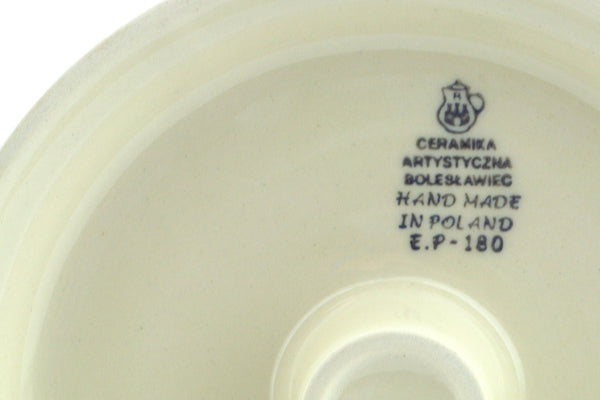 R
CERAMIKA
ARTYSTYCZNA
BOLESŁAWIEC
HAND MADE
IN POLAND
E.P-180